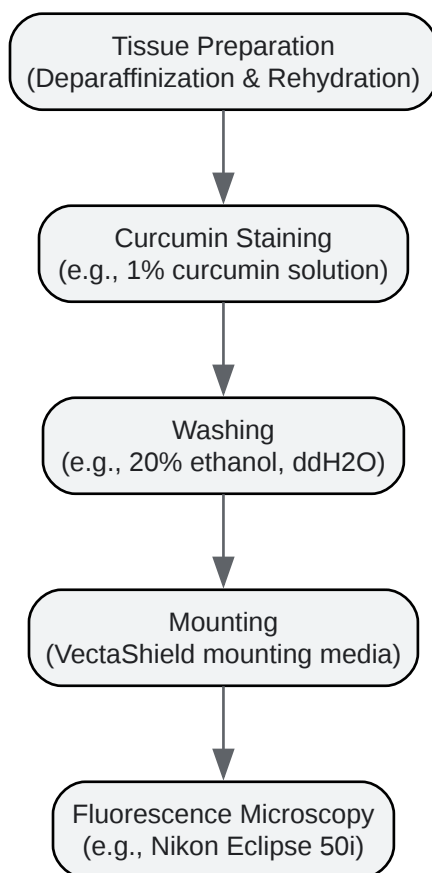 Tissue Preparation
(Deparaffinization & Rehydration)
Curcumin Staining
(e.g., 1% curcumin solution)
Washing
(e.g., 20% ethanol, ddH2O)
Mounting
(VectaShield mounting media)
Fluorescence Microscopy
(e.g., Nikon Eclipse 50i)